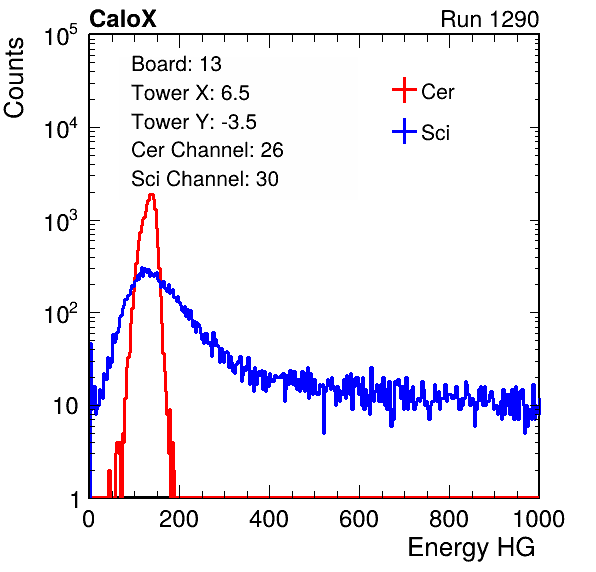 CaloX Run 1290
Counts
10^5
10^4
10^3
10^2
10
1
Board: 13
Tower X: 6.5
Tower Y: -3.5
Cer Channel: 26
Sci Channel: 30
Cer
Sci
0 200 400 600 800 1000
Energy HG